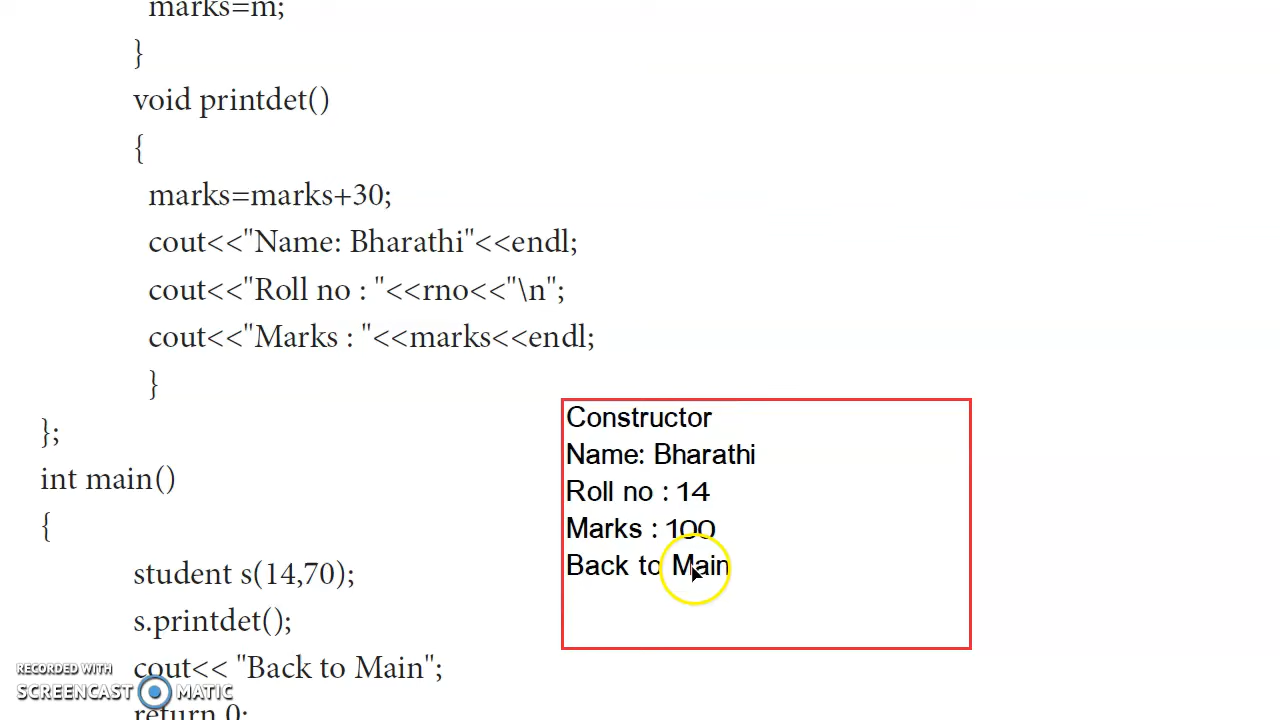 marks=m;
}
void printdet()
{
marks=marks+30;
cout<<"Name: Bharathi"<<endl;
cout<<"Roll no : "<<rno<<"\n";
cout<<"Marks : "<<marks<<endl;
}
};
int main()
{
student s(14,70);
s.printdet();
cout<< "Back to Main";
return 0;
Constructor
Name: Bharathi
Roll no : 14
Marks : 100
Back to Main
RECORDED WITH
SCREENCAST MATIC